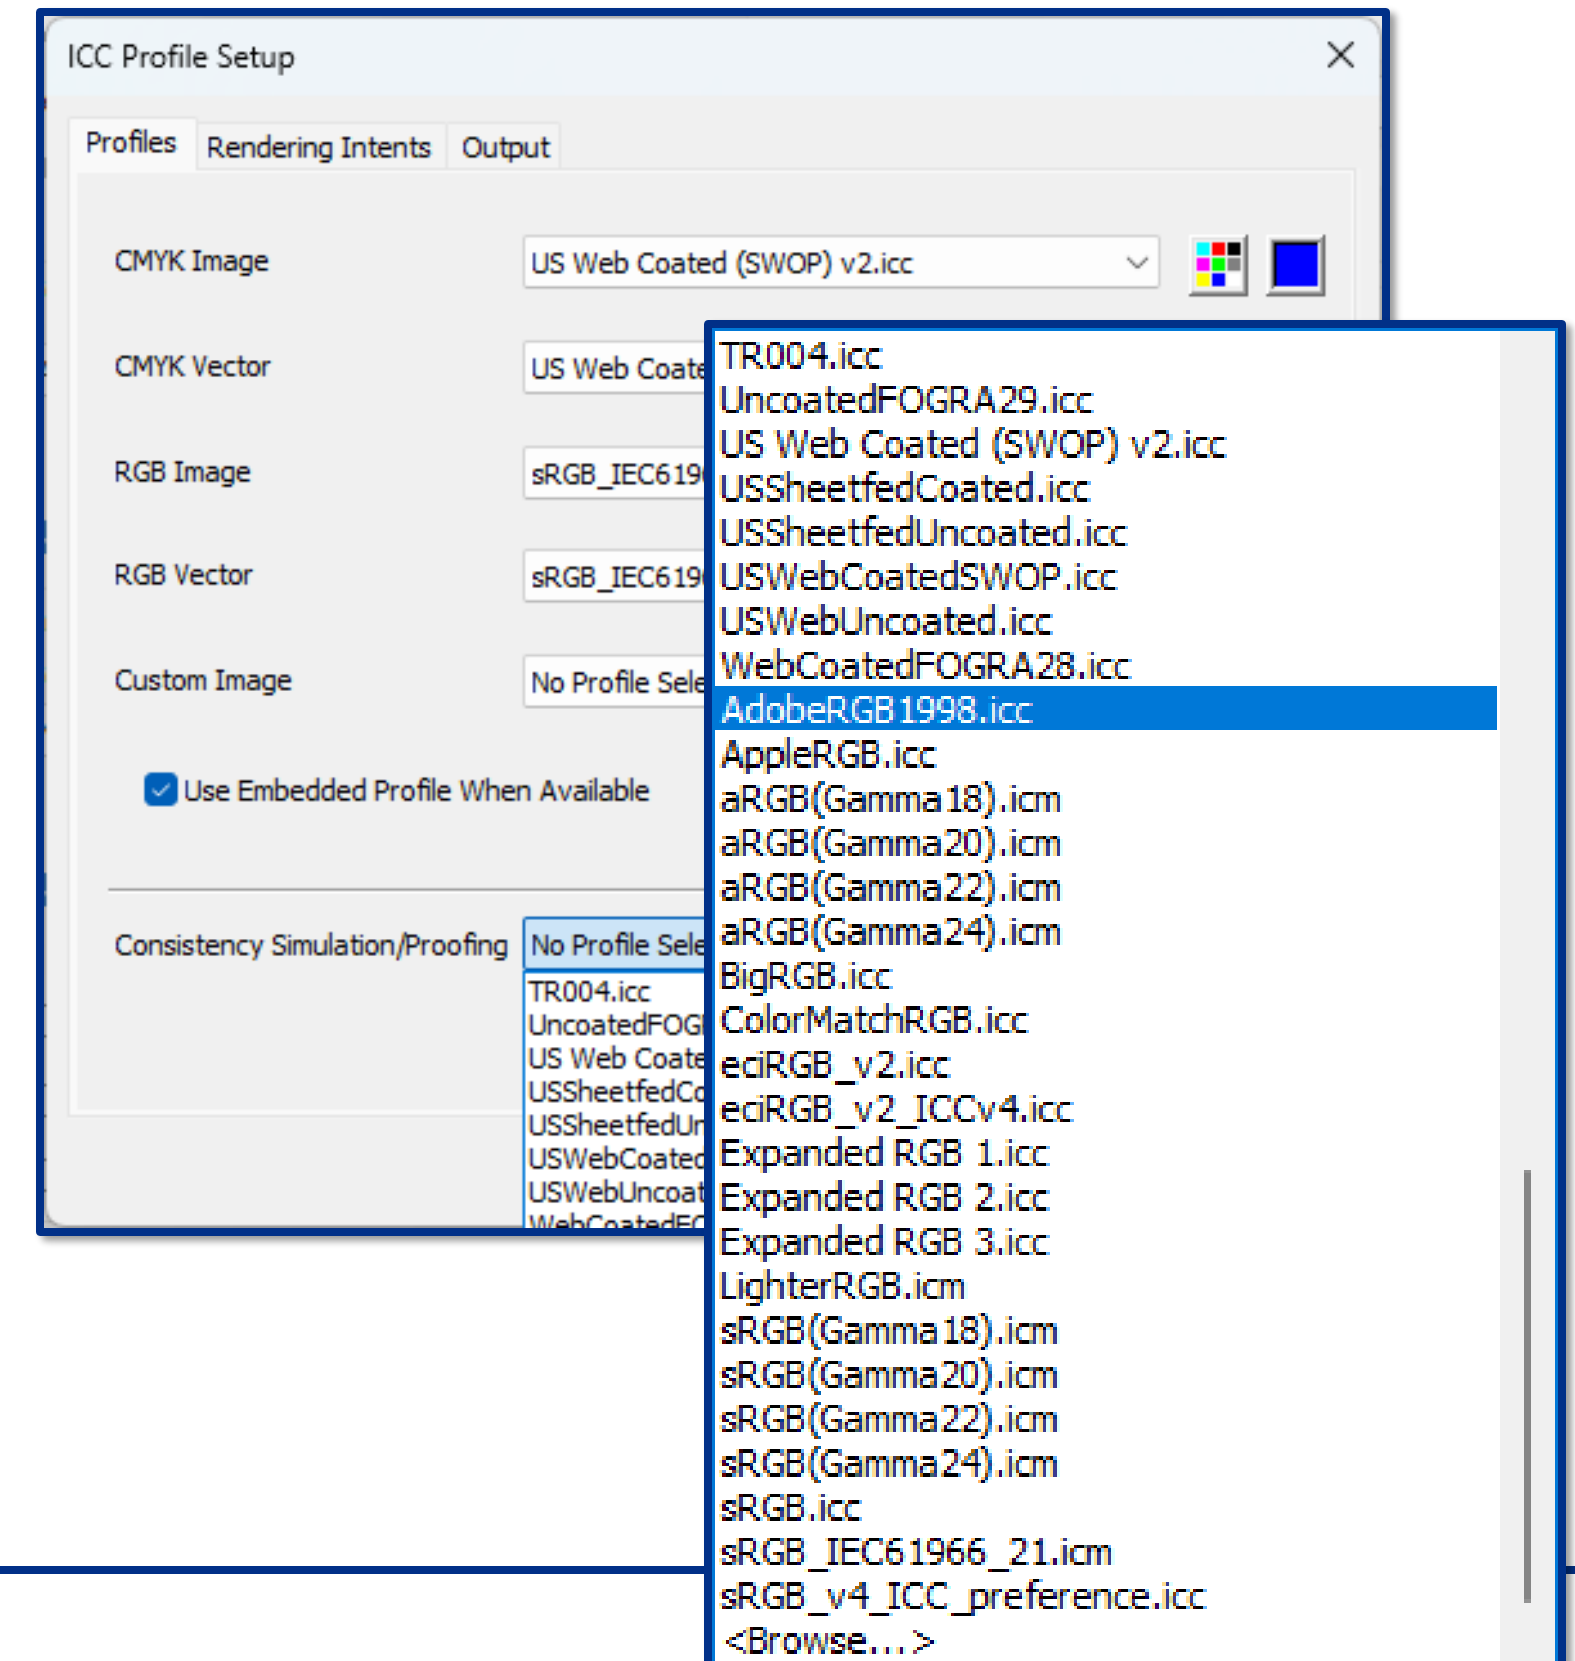 ICC Profile Setup
Profiles Rendering Intents Output
CMYK Image US Web Coated (SWOP) v2.icc
CMYK Vector US Web Coate
RGB Image sRGB_IEC619
RGB Vector sRGB_IEC619
Custom Image No Profile Sele
Use Embedded Profile When Available
Consistency Simulation/Proofing No Profile Sele
TR004.icc
UncoatedFOG
US Web Coate
USSheetfedCo
USSheetfedUn
USWebCoated
USWebUncoat
WebCoatedFO
TR004.icc
UncoatedFOGRA29.icc
US Web Coated (SWOP) v2.icc
USSheetfedCoated.icc
USSheetfedUncoated.icc
USWebCoatedSWOP.icc
USWebUncoated.icc
WebCoatedFOGRA28.icc
AdobeRGB1998.icc
AppleRGB.icc
aRGB(Gamma18).icm
aRGB(Gamma20).icm
aRGB(Gamma22).icm
aRGB(Gamma24).icm
BigRGB.icc
ColorMatchRGB.icc
eciRGB_v2.icc
eciRGB_v2_ICCv4.icc
Expanded RGB 1.icc
Expanded RGB 2.icc
Expanded RGB 3.icc
LighterRGB.icm
sRGB(Gamma18).icm
sRGB(Gamma20).icm
sRGB(Gamma22).icm
sRGB(Gamma24).icm
sRGB.icc
sRGB_IEC61966_21.icm
sRGB_v4_ICC_preference.icc
<Browse...>